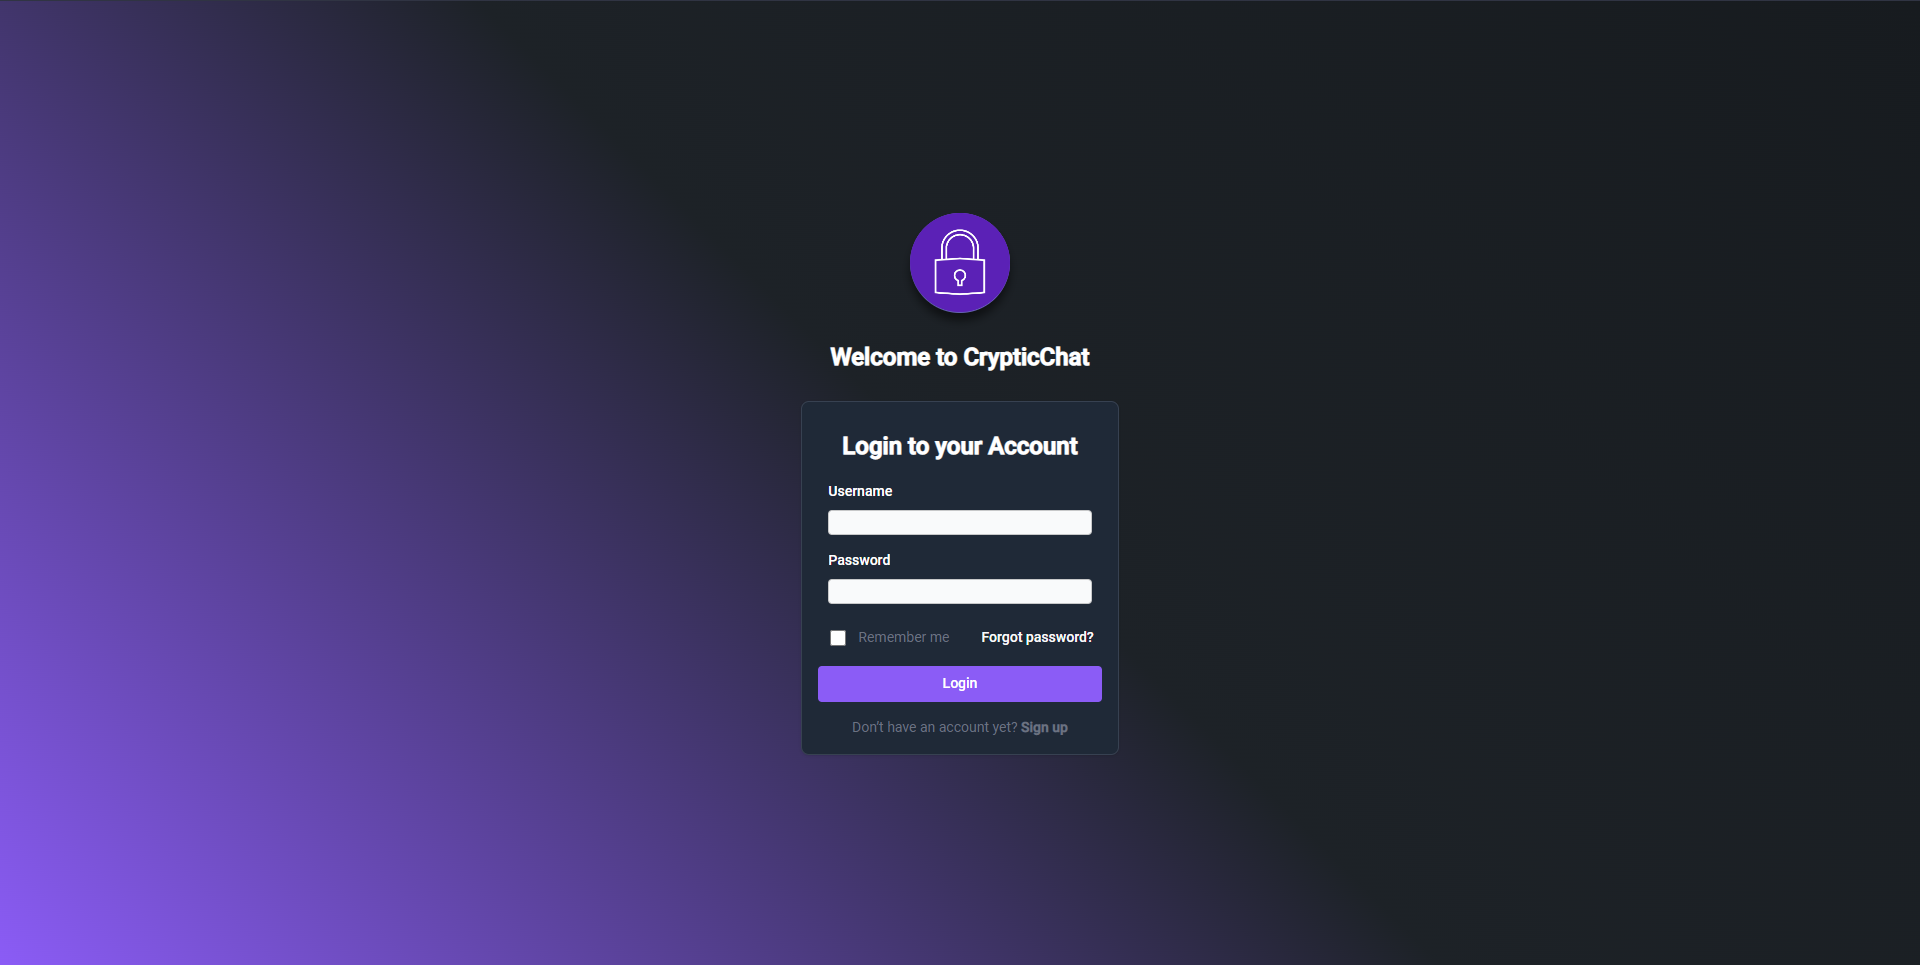 Welcome to CrypticChat
Login to your Account
Username
Password
Remember me
Forgot password?
Login
Don't have an account yet? Sign up